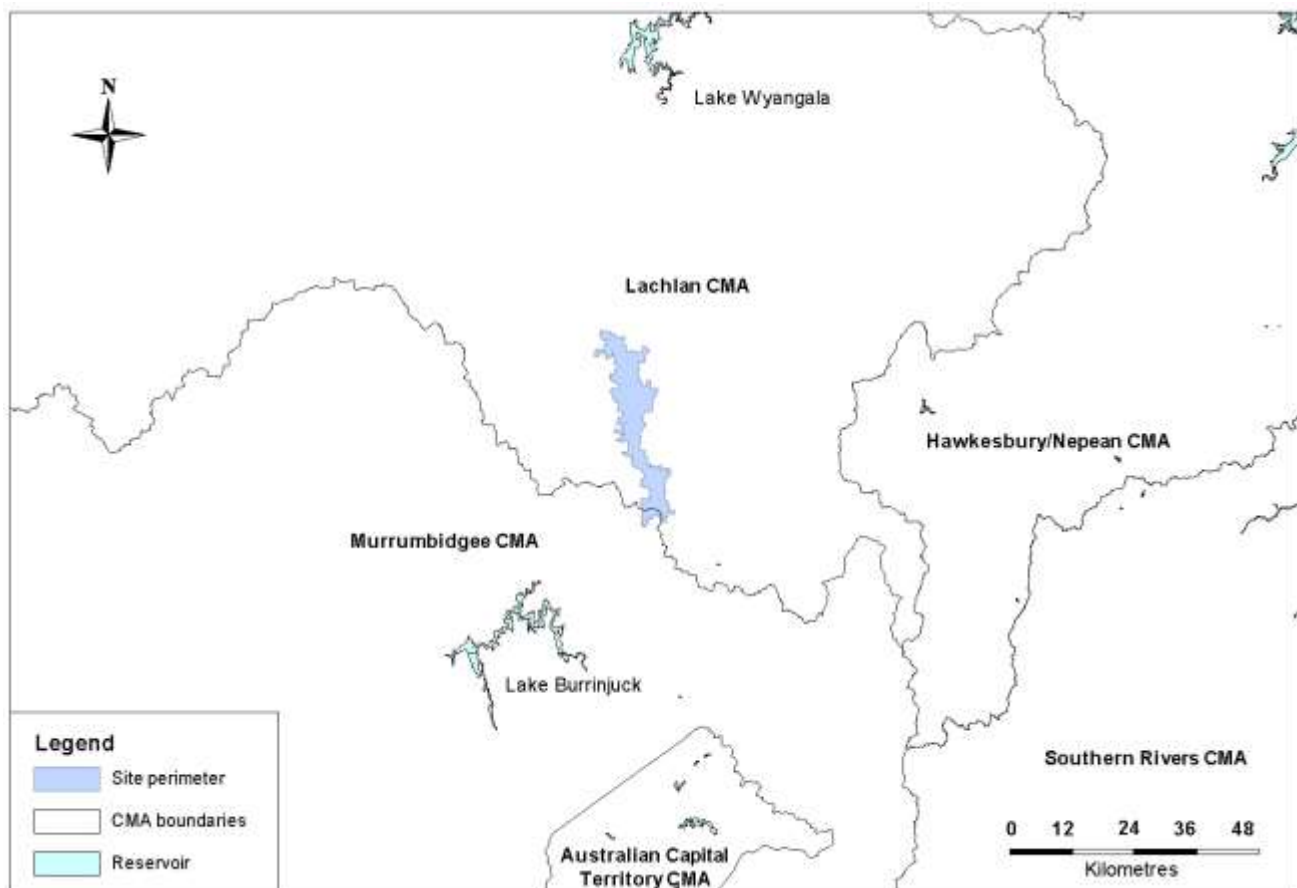 N
Lake Wyangala
Lachlan CMA
Hawkesbury/Nepean CMA
Murrumbidgee CMA
Lake Burrinjuck
Southern Rivers CMA
Australian Capital
Territory CMA
Legend
Site perimeter
CMA boundaries
Reservoir
0 12 24 36 48
Kilometres